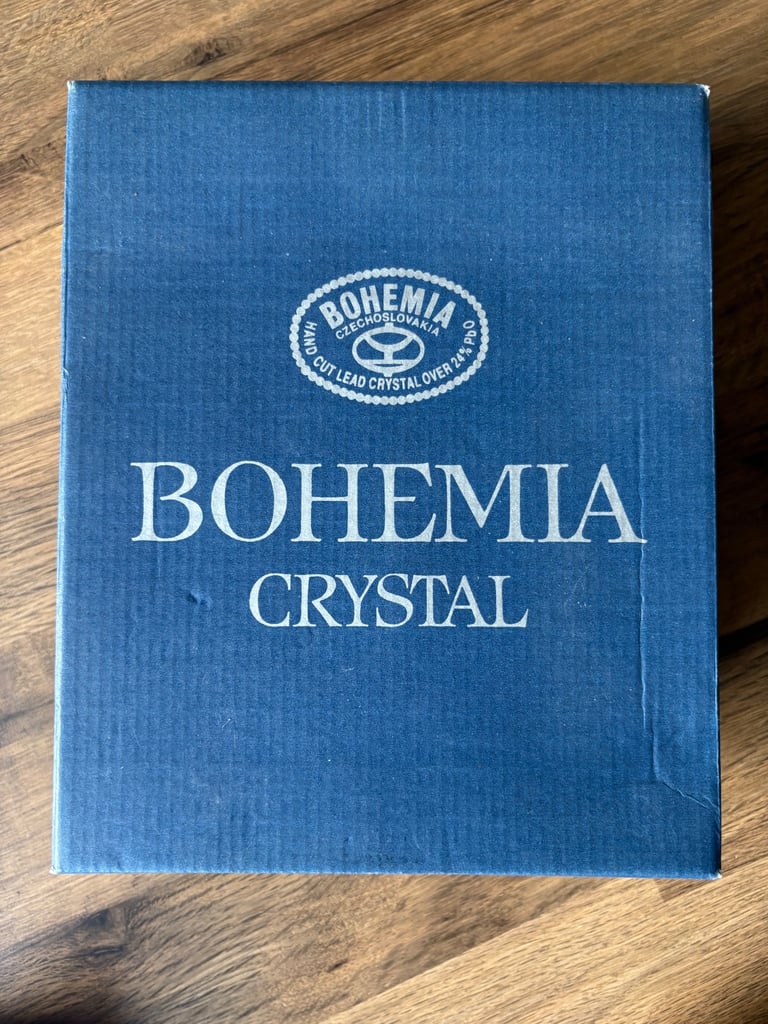 BOHEMIA
CZECHOSLOVAKIA
HAND CUT LEAD CRYSTAL OVER 24% PbO
BOHEMIA
CRYSTAL